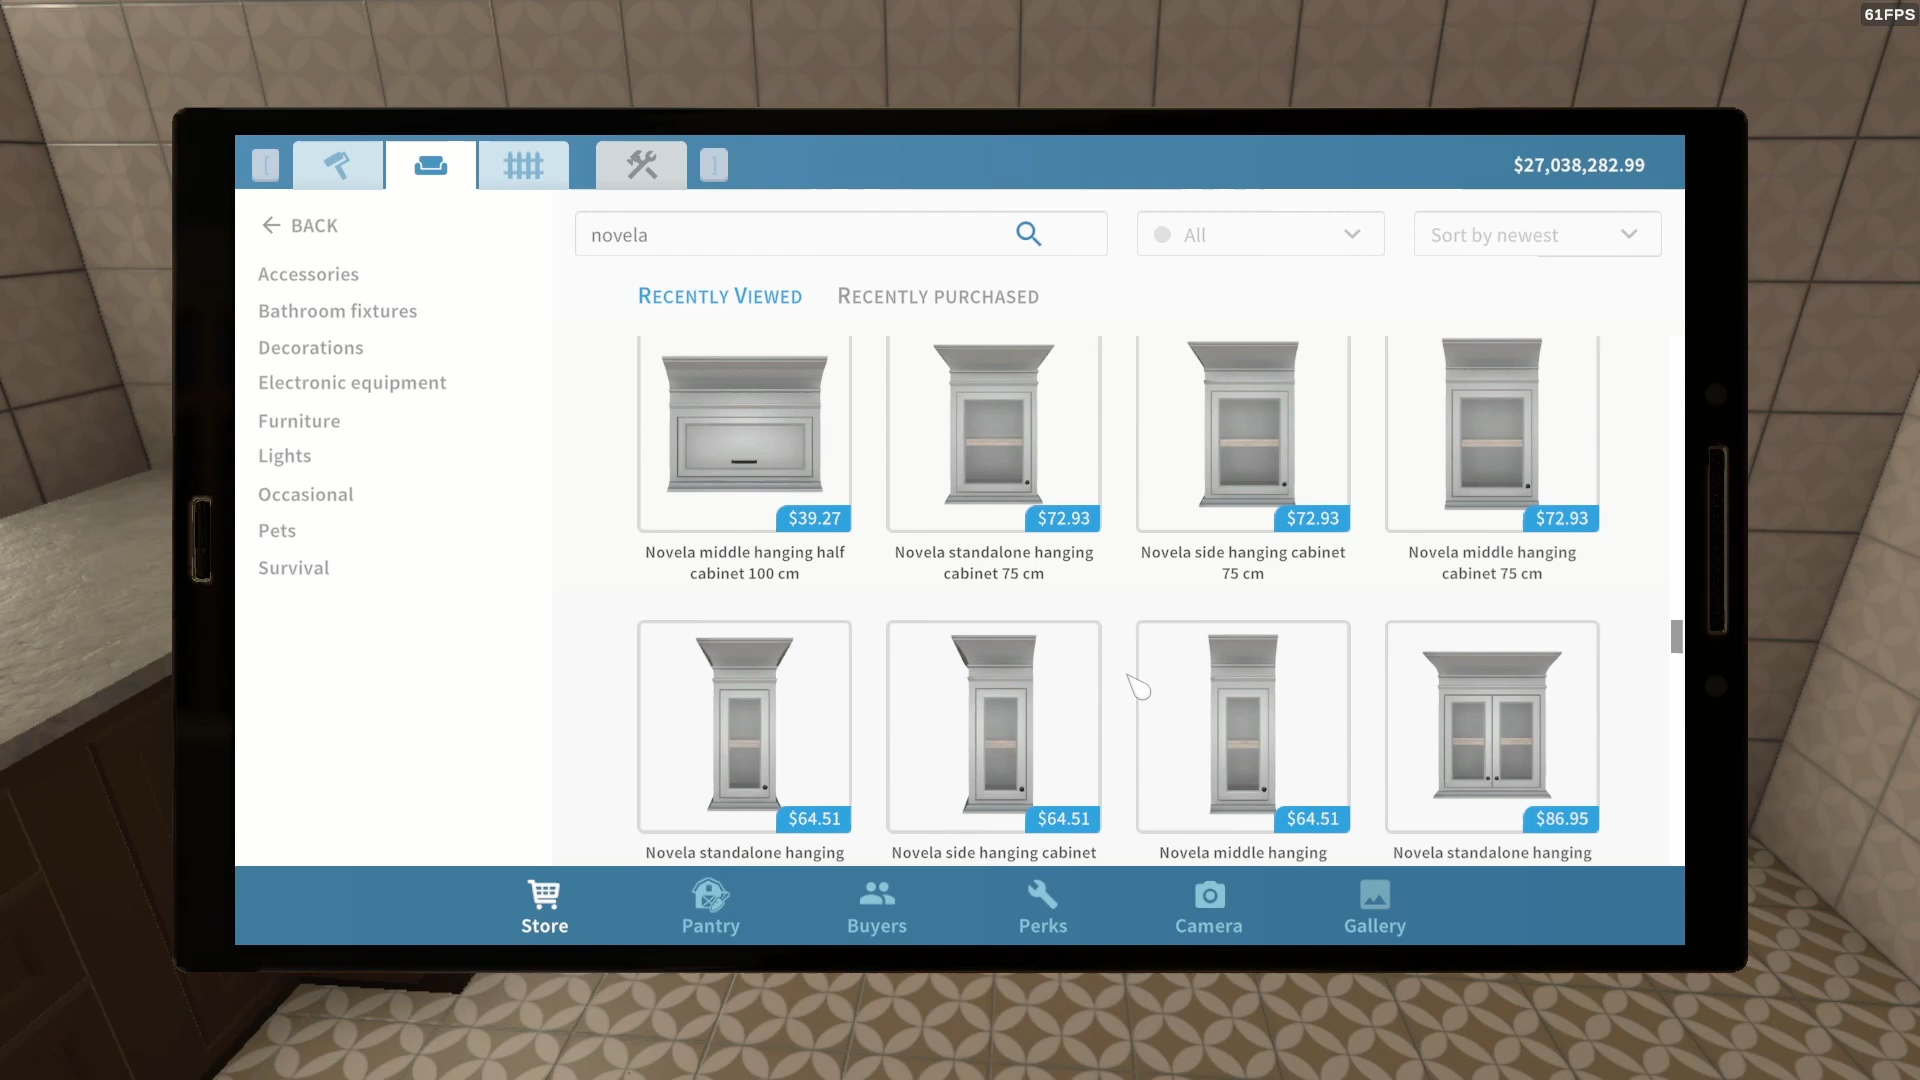 61FPS
[
]
$27,038,282.99
BACK
novela
All
Sort by newest
Accessories
Bathroom fixtures
Decorations
Electronic equipment
Furniture
Lights
Occasional
Pets
Survival
RECENTLY VIEWED
RECENTLY PURCHASED
$39.27
$72.93
$72.93
$72.93
Novela middle hanging half
cabinet 100 cm
Novela standalone hanging
cabinet 75 cm
Novela side hanging cabinet
75 cm
Novela middle hanging
cabinet 75 cm
$64.51
$64.51
$64.51
$86.95
Novela standalone hanging
Novela side hanging cabinet
Novela middle hanging
Novela standalone hanging
Store
Pantry
Buyers
Perks
Camera
Gallery